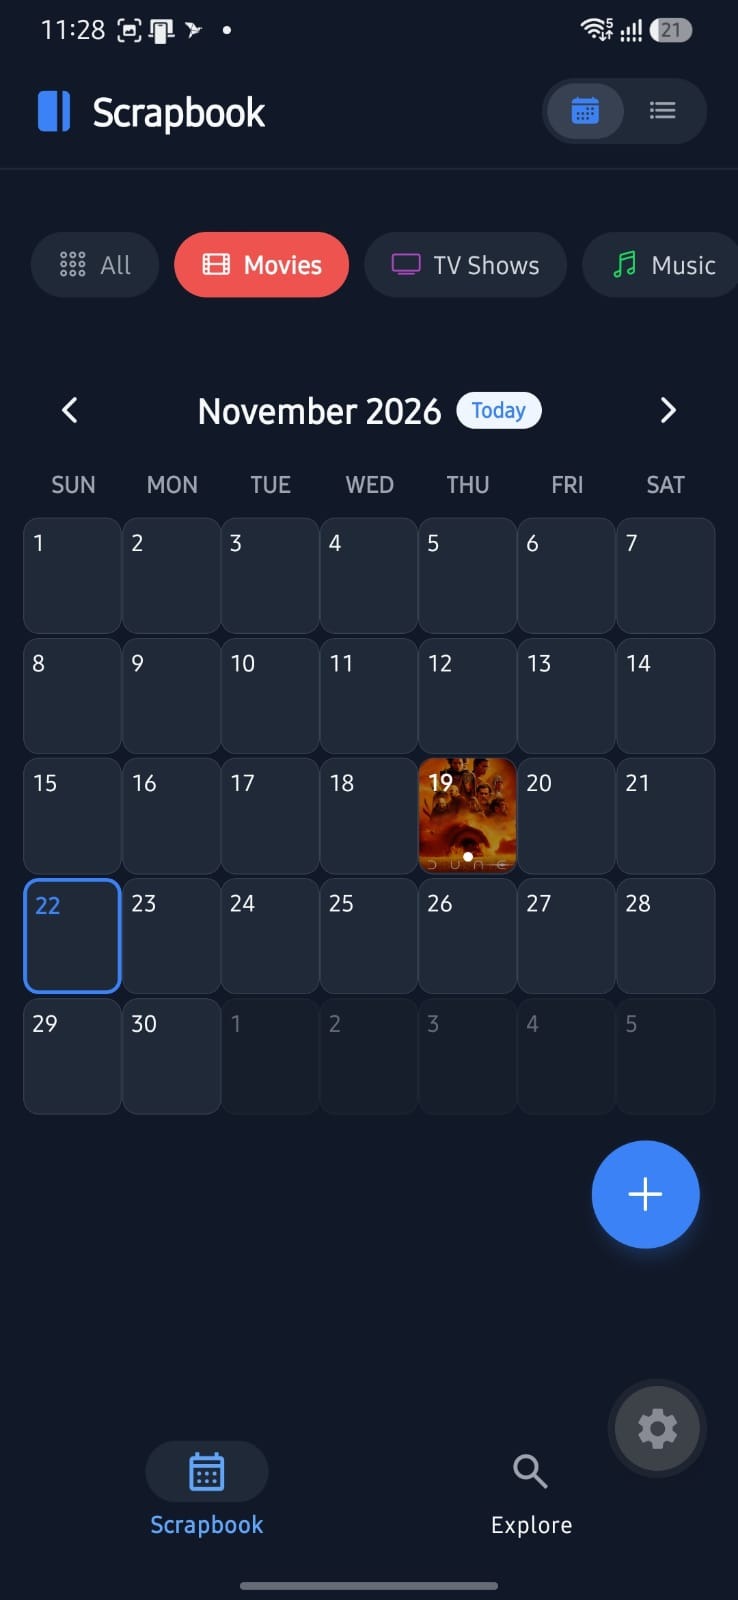 11:28
5
21
Scrapbook
All Movies TV Shows Music
November 2026 Today
SUN MON TUE WED THU FRI SAT
1 2 3 4 5 6 7
8 9 10 11 12 13 14
15 16 17 18 19 20 21
DUNE
22 23 24 25 26 27 28
29 30 1 2 3 4 5
Scrapbook Explore